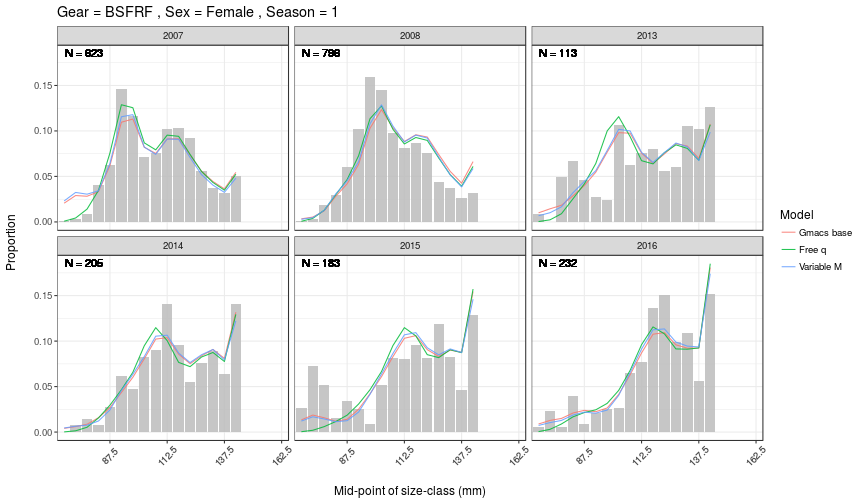 Gear = BSFRF , Sex = Female , Season = 1
2007
2008
2013
N = 623
N = 113
0.15
0.10
0.05
0.00
2014
2015
2016
N = 205
N = 183
N = 232
0.15
0.10
0.05
0.00
87.5 112.5 137.5 162.5
87.5 112.5 137.5 162.5
87.5 112.5 137.5 162.5
Mid-point of size-class (mm)
Proportion
Model
Gmacs base
Free q
Variable M